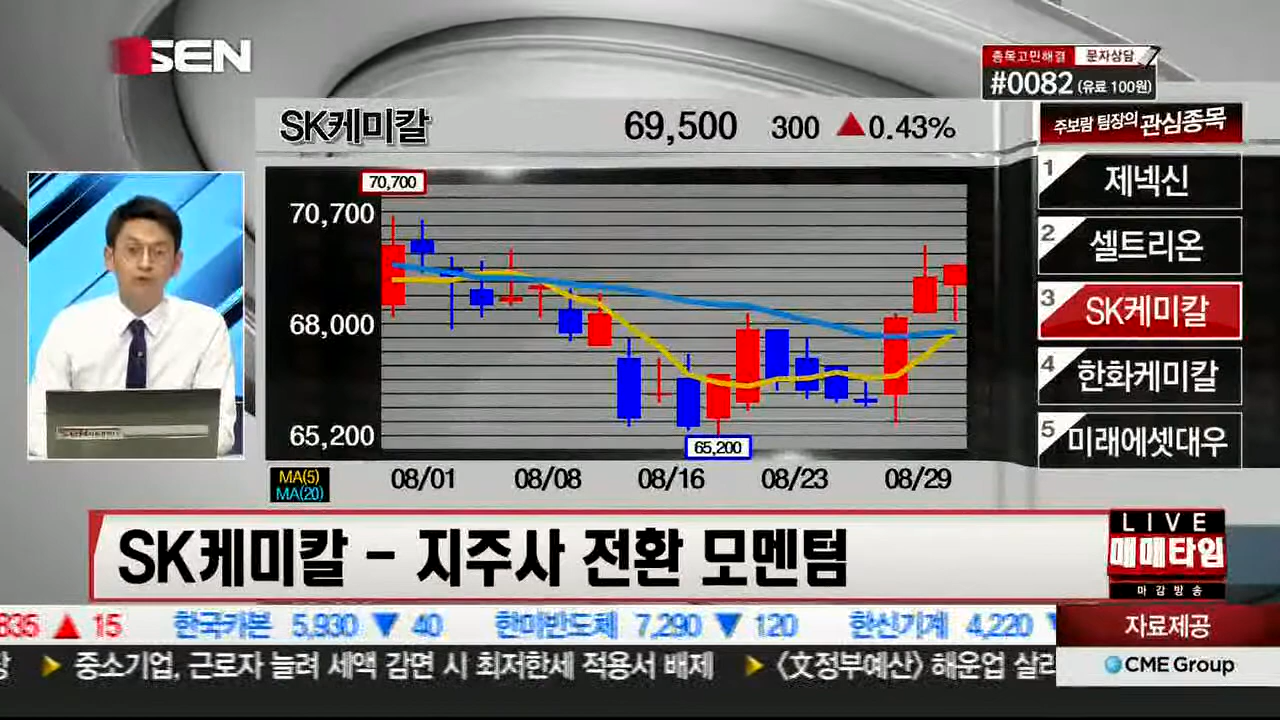 SEN
종목고민해결 문자상담
#0082 (유료 100원)
SK케미칼 69,500 300 ▲0.43%
주보람 팀장의 관심종목
1 제넥신
2 셀트리온
3 SK케미칼
4 한화케미칼
5 미래에셋대우
70,700
70,700
68,000
65,200
65,200
MA(5)
MA(20)
08/01 08/08 08/16 08/23 08/29
SK케미칼 - 지주사 전환 모멘텀
LIVE
매매타임
마감방송
835 ▲ 15 한국카본 5,930 ▼ 40 한미반도체 7,290 ▼ 120 한신기계 4,220 ▼
자료제공
CME Group
▶ 중소기업, 근로자 늘려 세액 감면 시 최저한세 적용서 배제 ▶ 〈文정부예산〉 해운업 살리